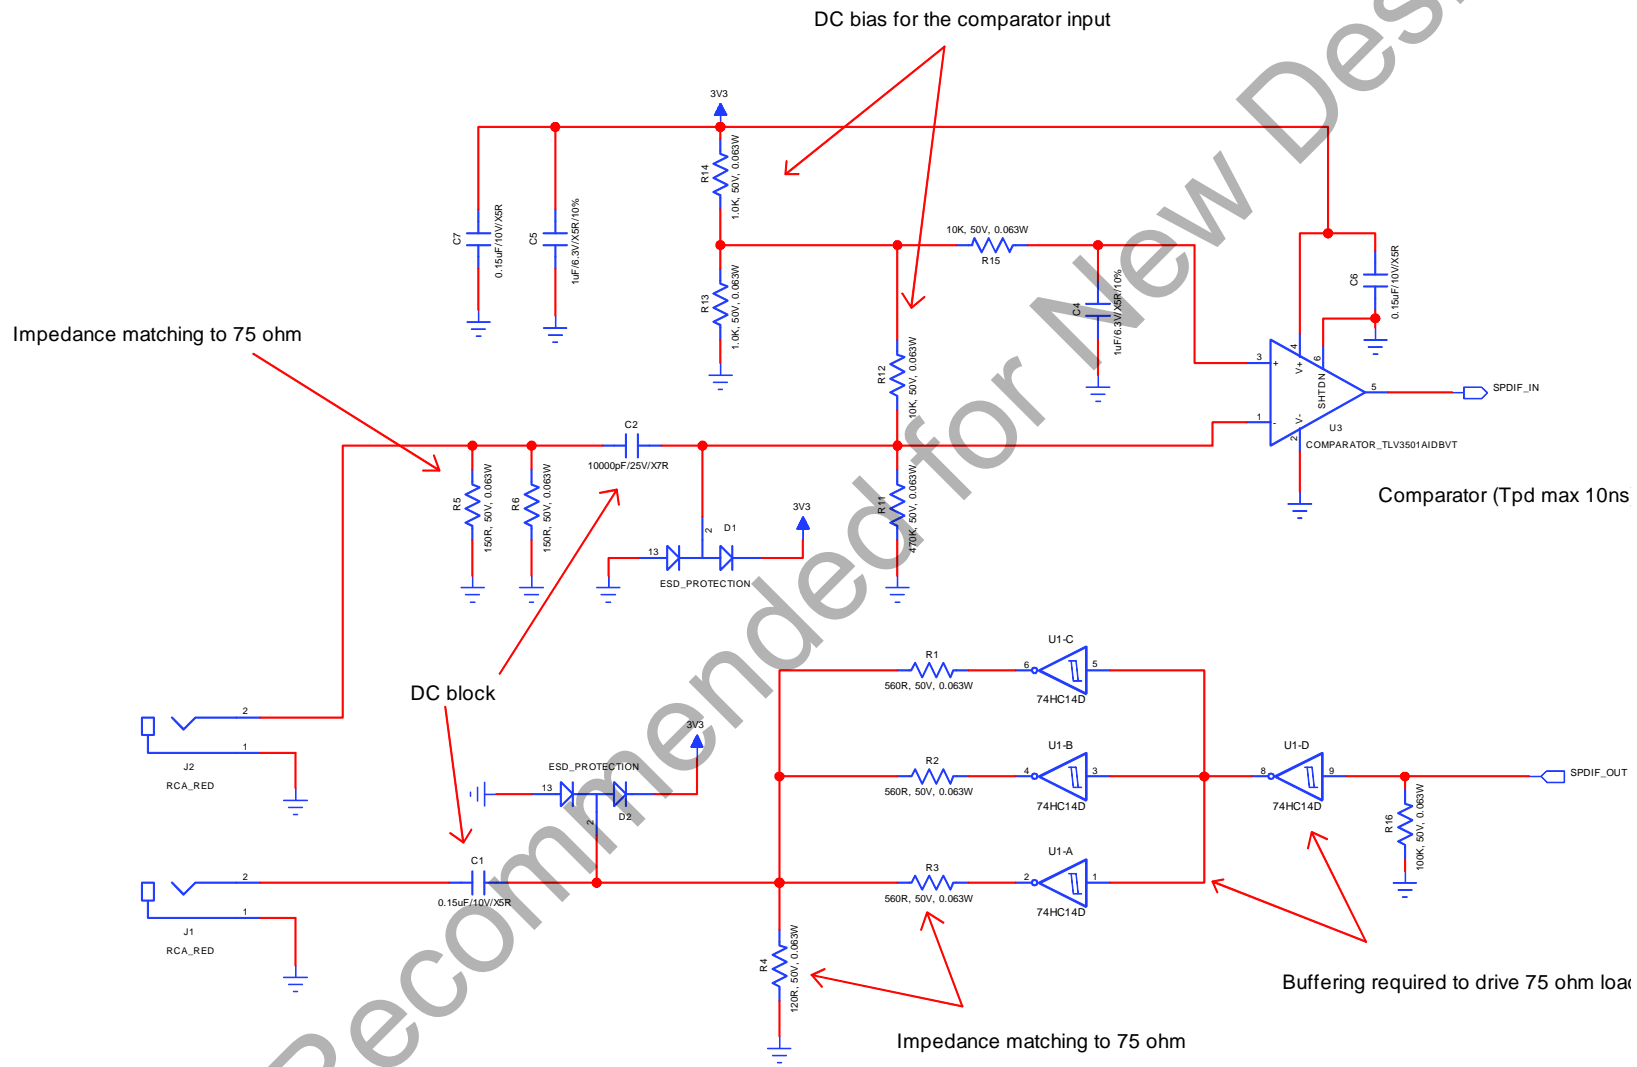 DC bias for the comparator input
3V3
R14
1.0K, 50V, 0.063W
C7
0.15uF/10V/X5R
C5
1uF/6.3V/X5R/10%
R13
1.0K, 50V, 0.063W
10K, 50V, 0.063W
R15
C4
1uF/6.3V/X5R/10%
C6
0.15uF/10V/X5R
Impedance matching to 75 ohm
R12
10K, 50V, 0.063W
3
+
4
V+
6
SHTDN
5
SPDIF_IN
1
-
V-
2
U3
COMPARATOR_TLV3501AIDBVT
C2
10000pF/25V/X7R
R5
150R, 50V, 0.063W
R6
150R, 50V, 0.063W
R11
470K, 50V, 0.063W
Comparator (Tpd max 10ns)
3V3
2
D1
13
ESD_PROTECTION
DC block
2
1
J2
RCA_RED
R1
560R, 50V, 0.063W
U1-C
6
5
74HC14D
3V3
ESD_PROTECTION
13
D2
2
R2
560R, 50V, 0.063W
U1-B
4
3
74HC14D
U1-D
8
9
74HC14D
SPDIF_OUT
R16
100K, 50V, 0.063W
C1
0.15uF/10V/X5R
2
1
J1
RCA_RED
R3
560R, 50V, 0.063W
U1-A
2
1
74HC14D
R4
120R, 50V, 0.063W
Buffering required to drive 75 ohm load
Impedance matching to 75 ohm
Recommended for New Desi